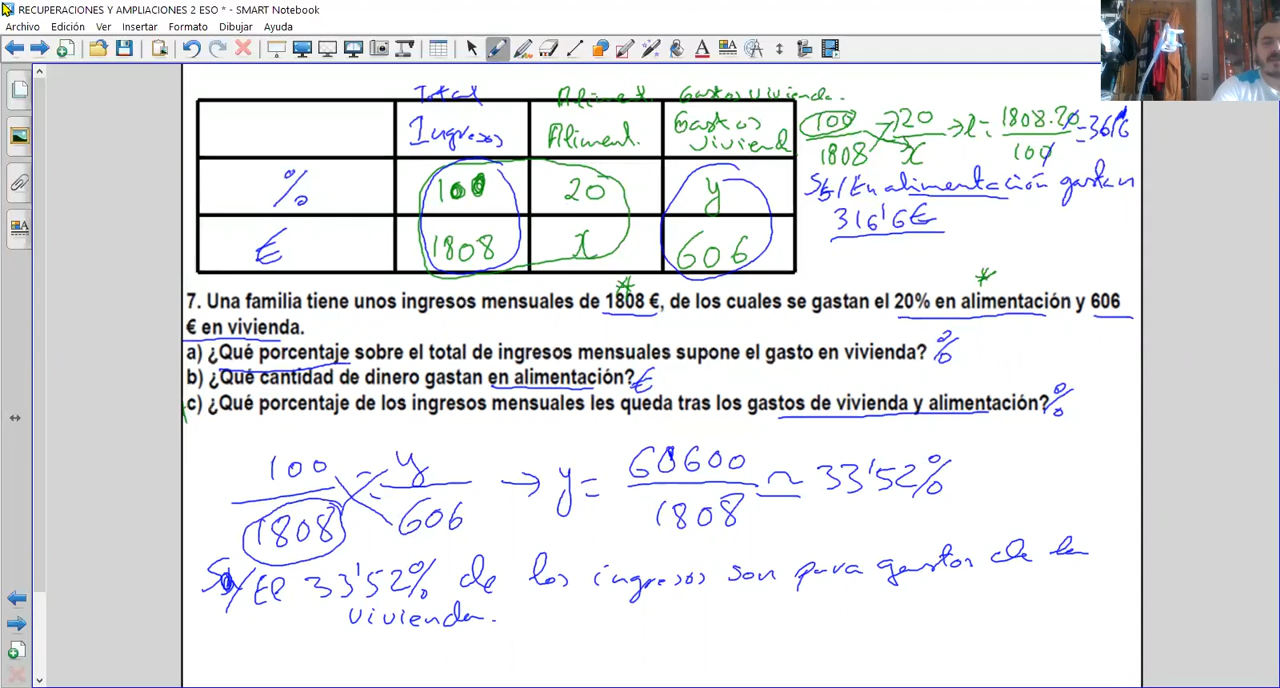 RECUPERACIONES Y AMPLIACIONES 2 ESO * - SMART Notebook
Archivo Edición Ver Insertar Formato Dibujar Ayuda
Total Aliment. Gastos vivienda.
Ingresos Aliment. Gastos vivienda
% 100 20 y
€ 1808 x 606
100/1808 = 20/x → x = 1808·20/100 = 361'6
S/ En alimentación gastan
316'6€
7. Una familia tiene unos ingresos mensuales de 1808 €, de los cuales se gastan el 20% en alimentación y 606
€ en vivienda.
a) ¿Qué porcentaje sobre el total de ingresos mensuales supone el gasto en vivienda? %
b) ¿Qué cantidad de dinero gastan en alimentación? €
c) ¿Qué porcentaje de los ingresos mensuales les queda tras los gastos de vivienda y alimentación? %
100/1808 = y/606 → y = 60600/1808 ≃ 33'52%
S/ El 33'52% de los ingresos son para gastos de la
vivienda.